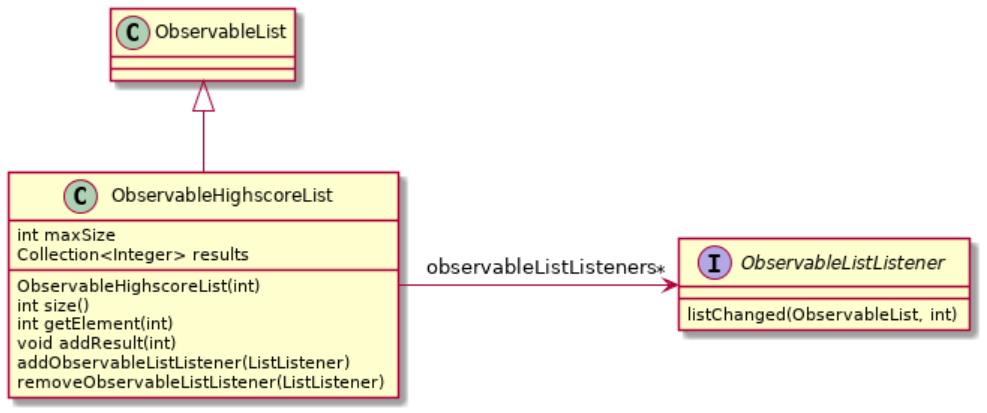 C ObservableList
C ObservableHighscoreList
int maxSize
Collection<Integer> results
ObservableHighscoreList(int)
int size()
int getElement(int)
void addResult(int)
addObservableListListener(ListListener)
removeObservableListListener(ListListener)
observableListListeners*
I ObservableListListener
listChanged(ObservableList, int)